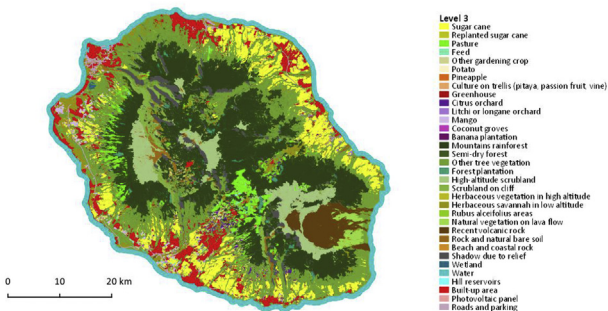 Level 3
Sugar cane
Replanted sugar cane
Pasture
Feed
Other gardening crop
Potato
Pineapple
Culture on trellis (pitaya, passion fruit, vine)
Greenhouse
Citrus orchard
Litchi or longane orchard
Mango
Coconut groves
Banana plantation
Mountains rainforest
Semi-dry forest
Other tree vegetation
Forest plantation
High-altitude scrubland
Scrubland on cliff
Herbaceous vegetation in high altitude
Herbaceous savannah in low altitude
Rubus alceifolius areas
Natural vegetation on lava flow
Recent volcanic rock
Rock and natural bare soil
Beach and coastal rock
Shadow due to relief
Wetland
Water
Hill reservoirs
Built-up area
Photovoltaic panel
Roads and parking
0 10 20 km